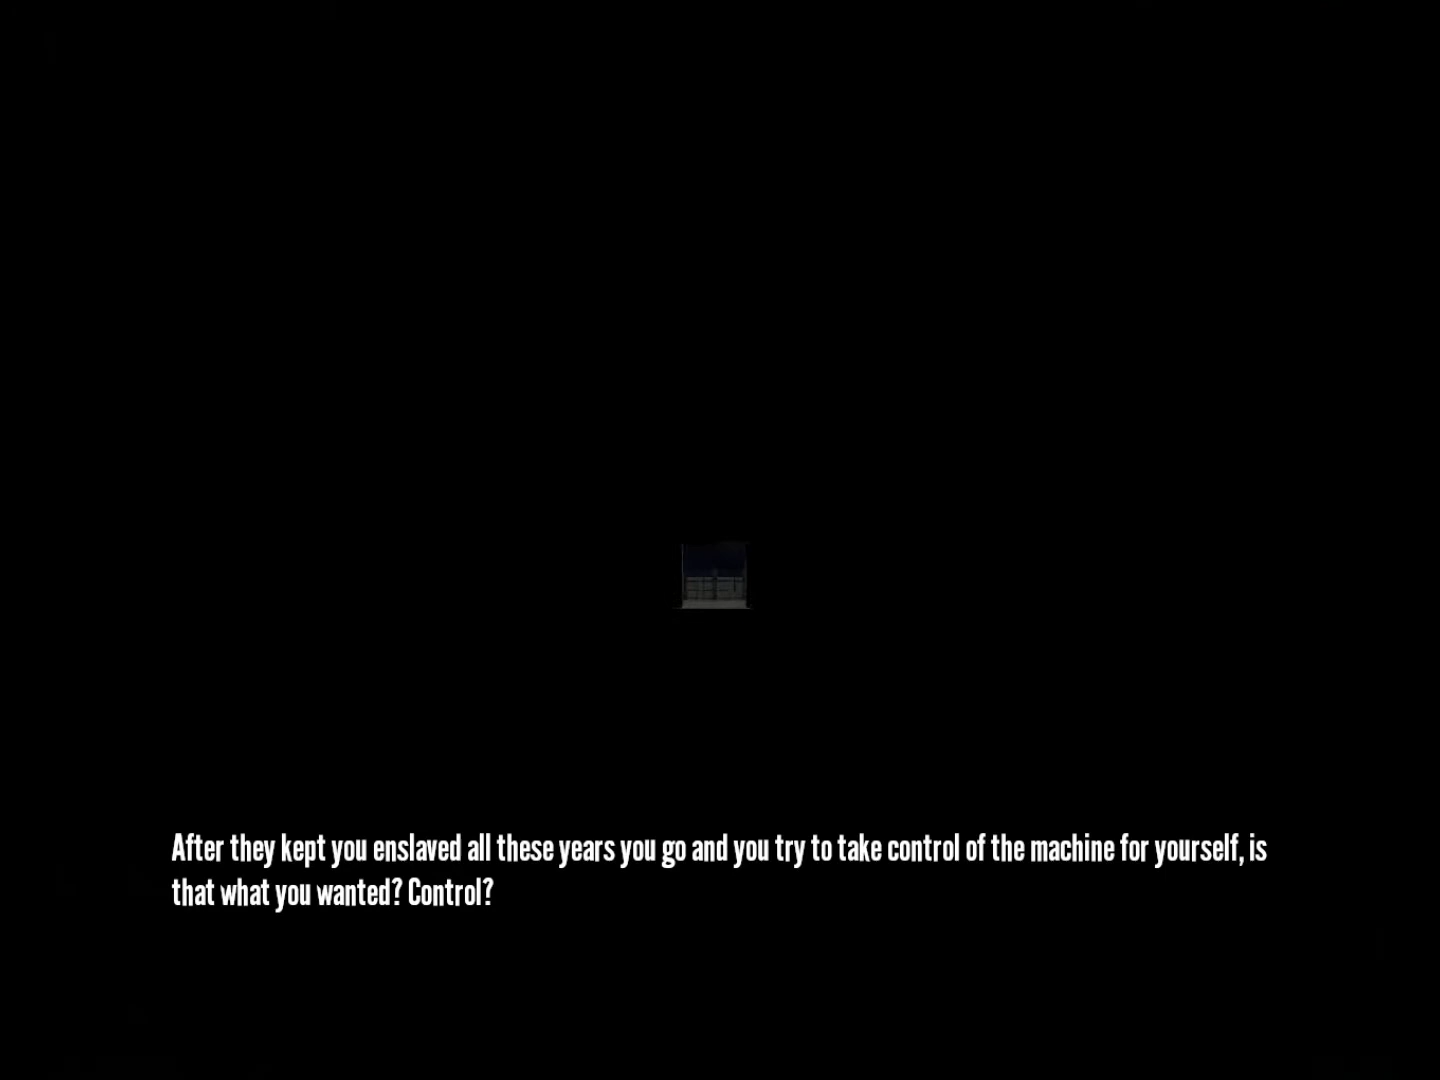 After they kept you enslaved all these years you go and you try to take control of the machine for yourself, is
that what you wanted? Control?